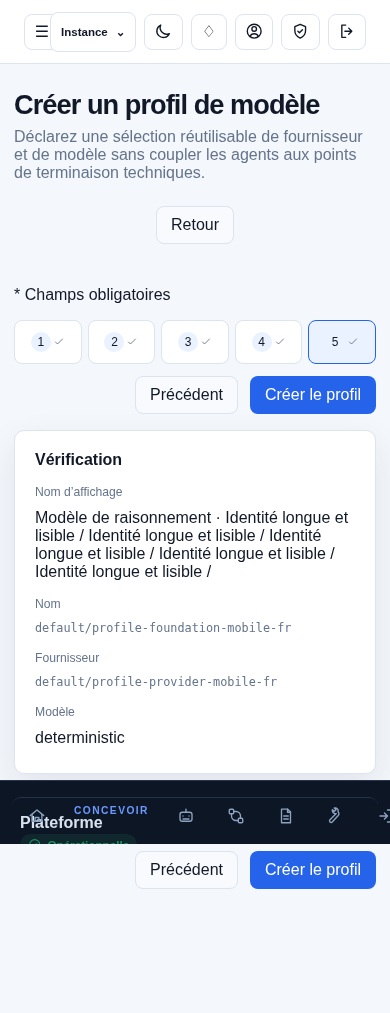 Instance
Créer un profil de modèle
Déclarez une sélection réutilisable de fournisseur
et de modèle sans coupler les agents aux points
de terminaison techniques.
Retour
* Champs obligatoires
1 2 3 4 5
Précédent Créer le profil
Vérification
Nom d’affichage
Modèle de raisonnement · Identité longue et
lisible / Identité longue et lisible / Identité
longue et lisible / Identité longue et lisible /
Identité longue et lisible /
Nom
default/profile-foundation-mobile-fr
Fournisseur
default/profile-provider-mobile-fr
Modèle
deterministic
CONCEVOIR
Plateforme
Opérationnelle
Précédent Créer le profil